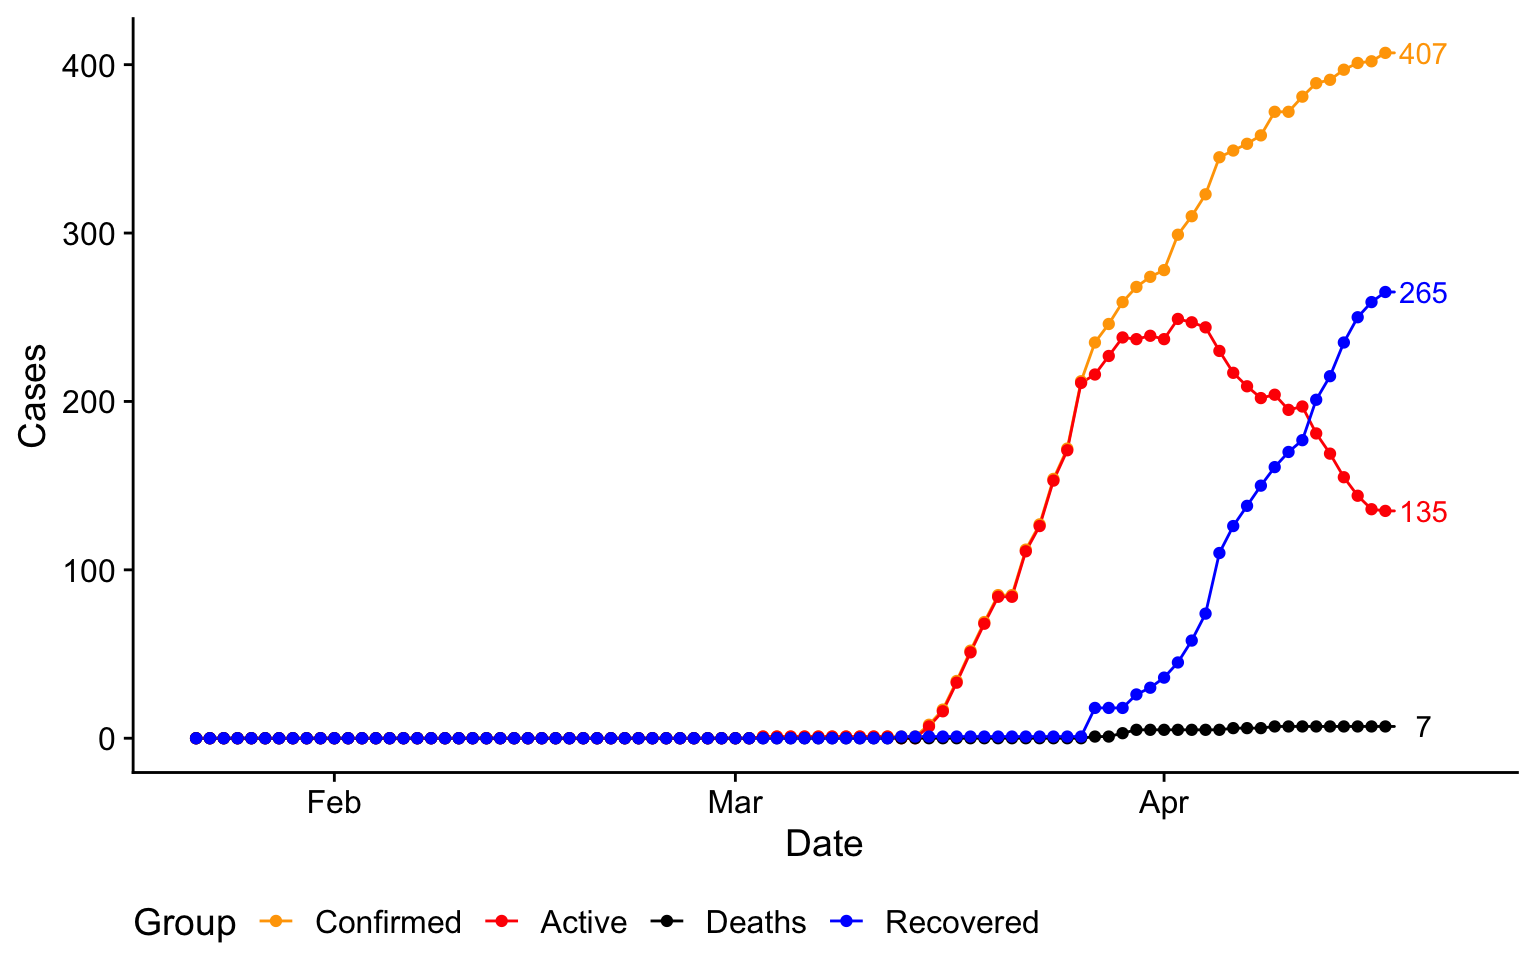 407
400
300
265
Cases
200
135
100
7
0
Feb Mar Apr
Date
Group Confirmed Active Deaths Recovered